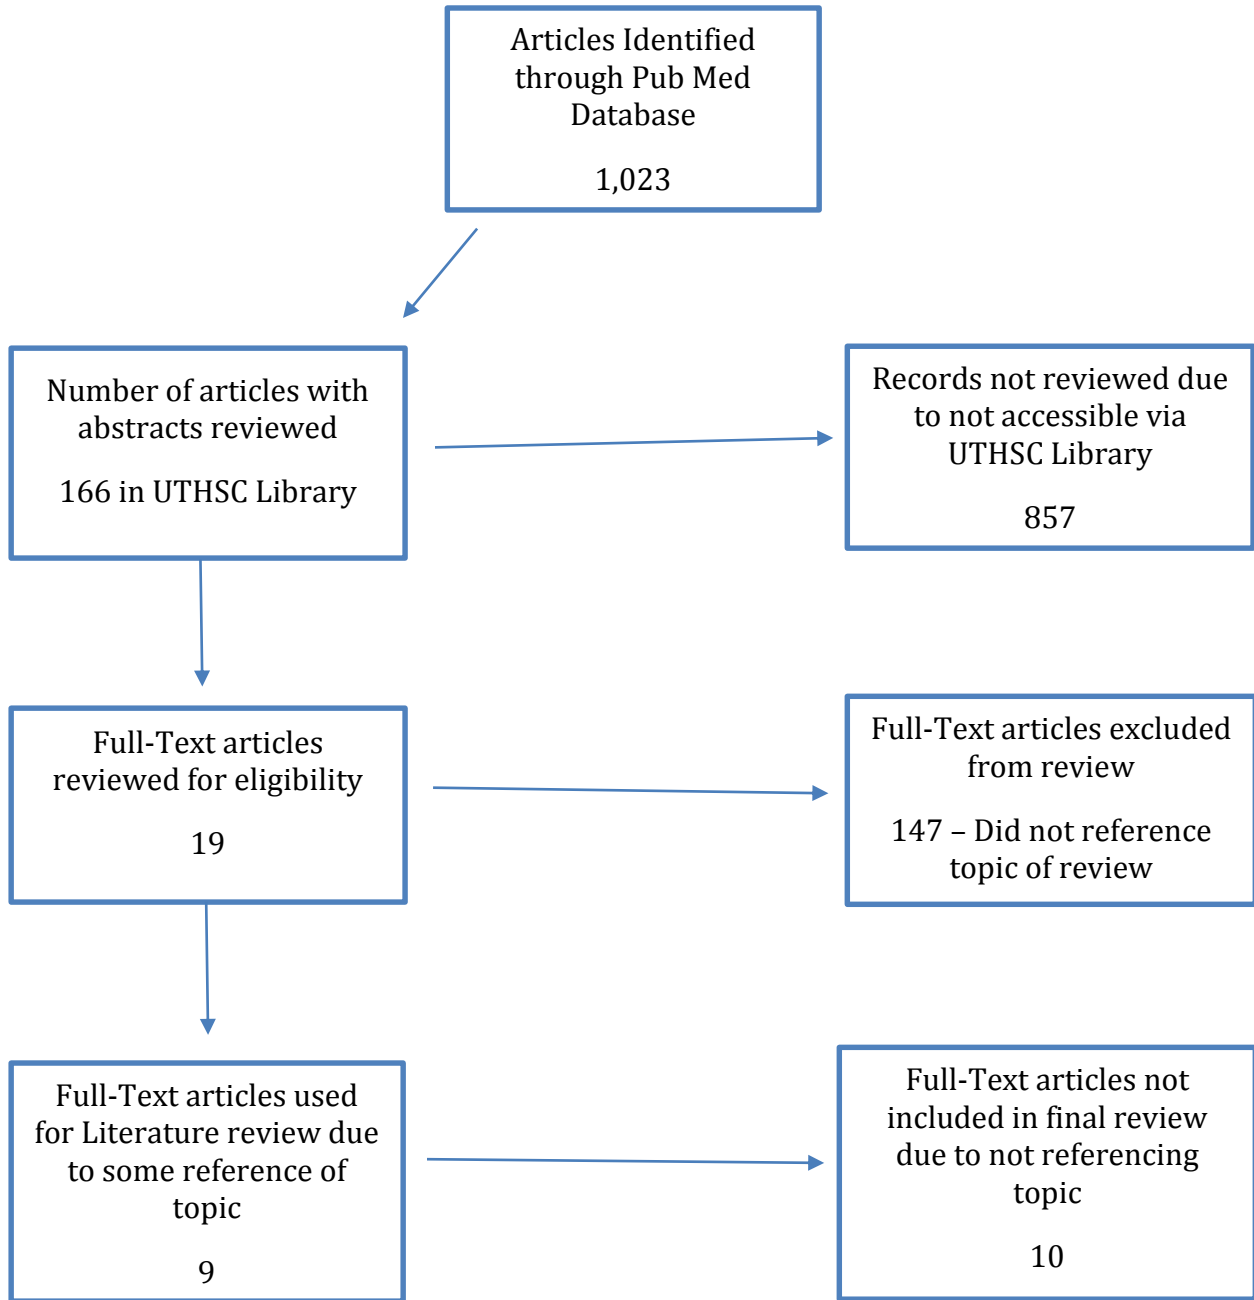 Articles Identified
through Pub Med
Database
1,023
Number of articles with
abstracts reviewed
166 in UTHSC Library
Records not reviewed due
to not accessible via
UTHSC Library
857
Full-Text articles
reviewed for eligibility
19
Full-Text articles excluded
from review
147 – Did not reference
topic of review
Full-Text articles used
for Literature review due
to some reference of
topic
9
Full-Text articles not
included in final review
due to not referencing
topic
10